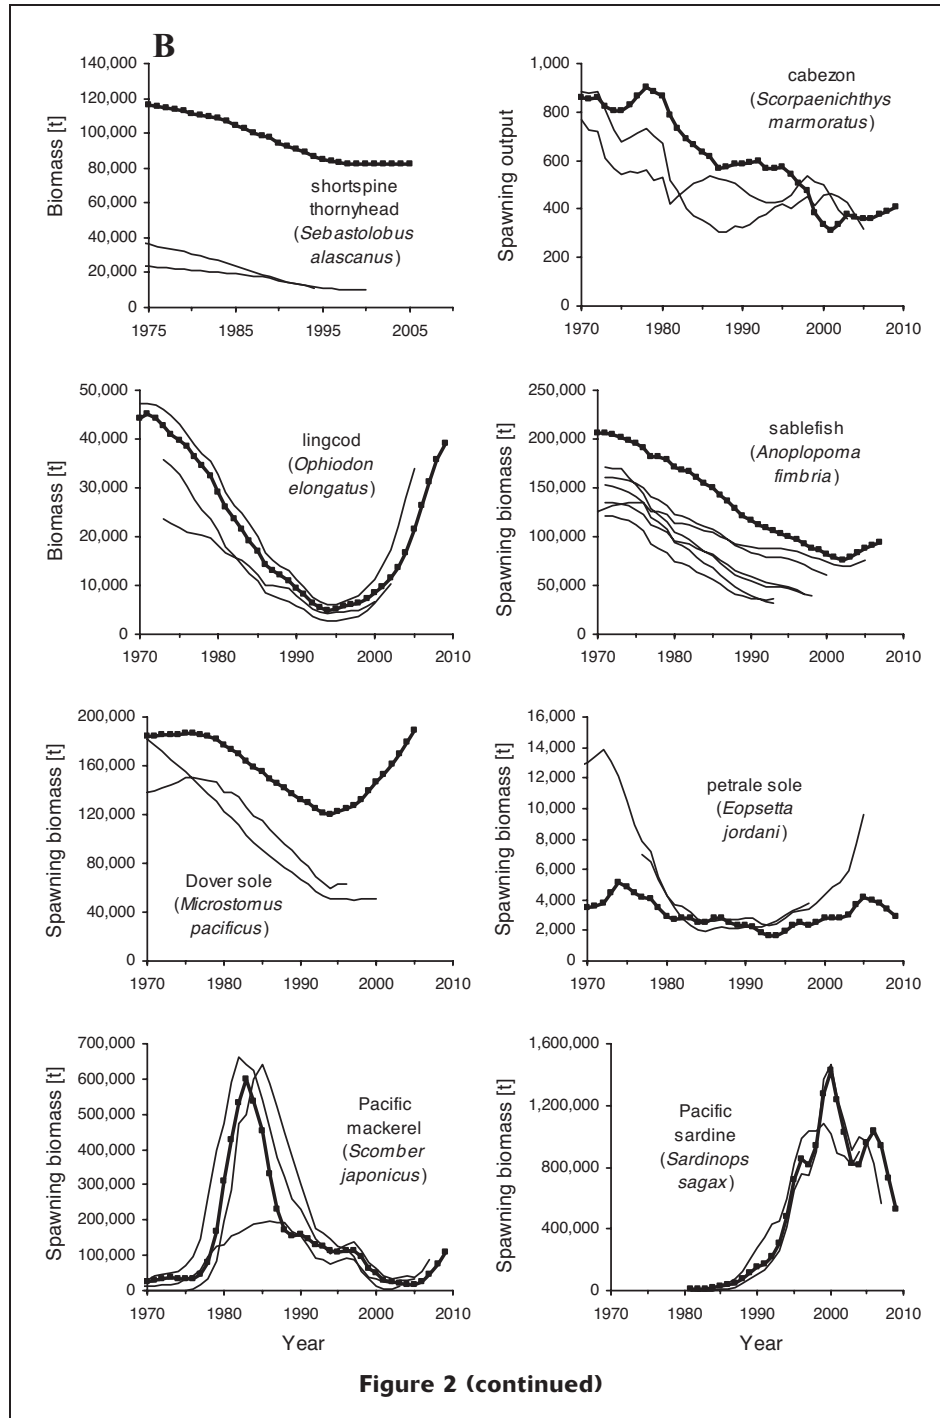 B
140,000
120,000
100,000
80,000
60,000
40,000
20,000
0
Biomass [t]
shortspine
thornyhead
(Sebastolobus
alascanus)
1975
1985
1995
2005
1,000
800
600
400
200
0
Spawning output
cabezon
(Scorpaenichthys
marmoratus)
1970
1980
1990
2000
2010
50,000
40,000
30,000
20,000
10,000
0
Biomass [t]
lingcod
(Ophiodon
elongatus)
1970
1980
1990
2000
2010
250,000
200,000
150,000
100,000
50,000
0
Spawning biomass [t]
sablefish
(Anoplopoma
fimbria)
1970
1980
1990
2000
2010
200,000
160,000
120,000
80,000
40,000
0
Spawning biomass [t]
Dover sole
(Microstomus
pacificus)
1970
1980
1990
2000
2010
16,000
14,000
12,000
10,000
8,000
6,000
4,000
2,000
0
Spawning biomass [t]
petrale sole
(Eopsetta
jordani)
1970
1980
1990
2000
2010
700,000
600,000
500,000
400,000
300,000
200,000
100,000
0
Spawning biomass [t]
Pacific
mackerel
(Scomber
japonicus)
1970
1980
1990
2000
2010
Year
1,600,000
1,200,000
800,000
400,000
0
Spawning biomass [t]
Pacific
sardine
(Sardinops
sagax)
1970
1980
1990
2000
2010
Year
Figure 2 (continued)